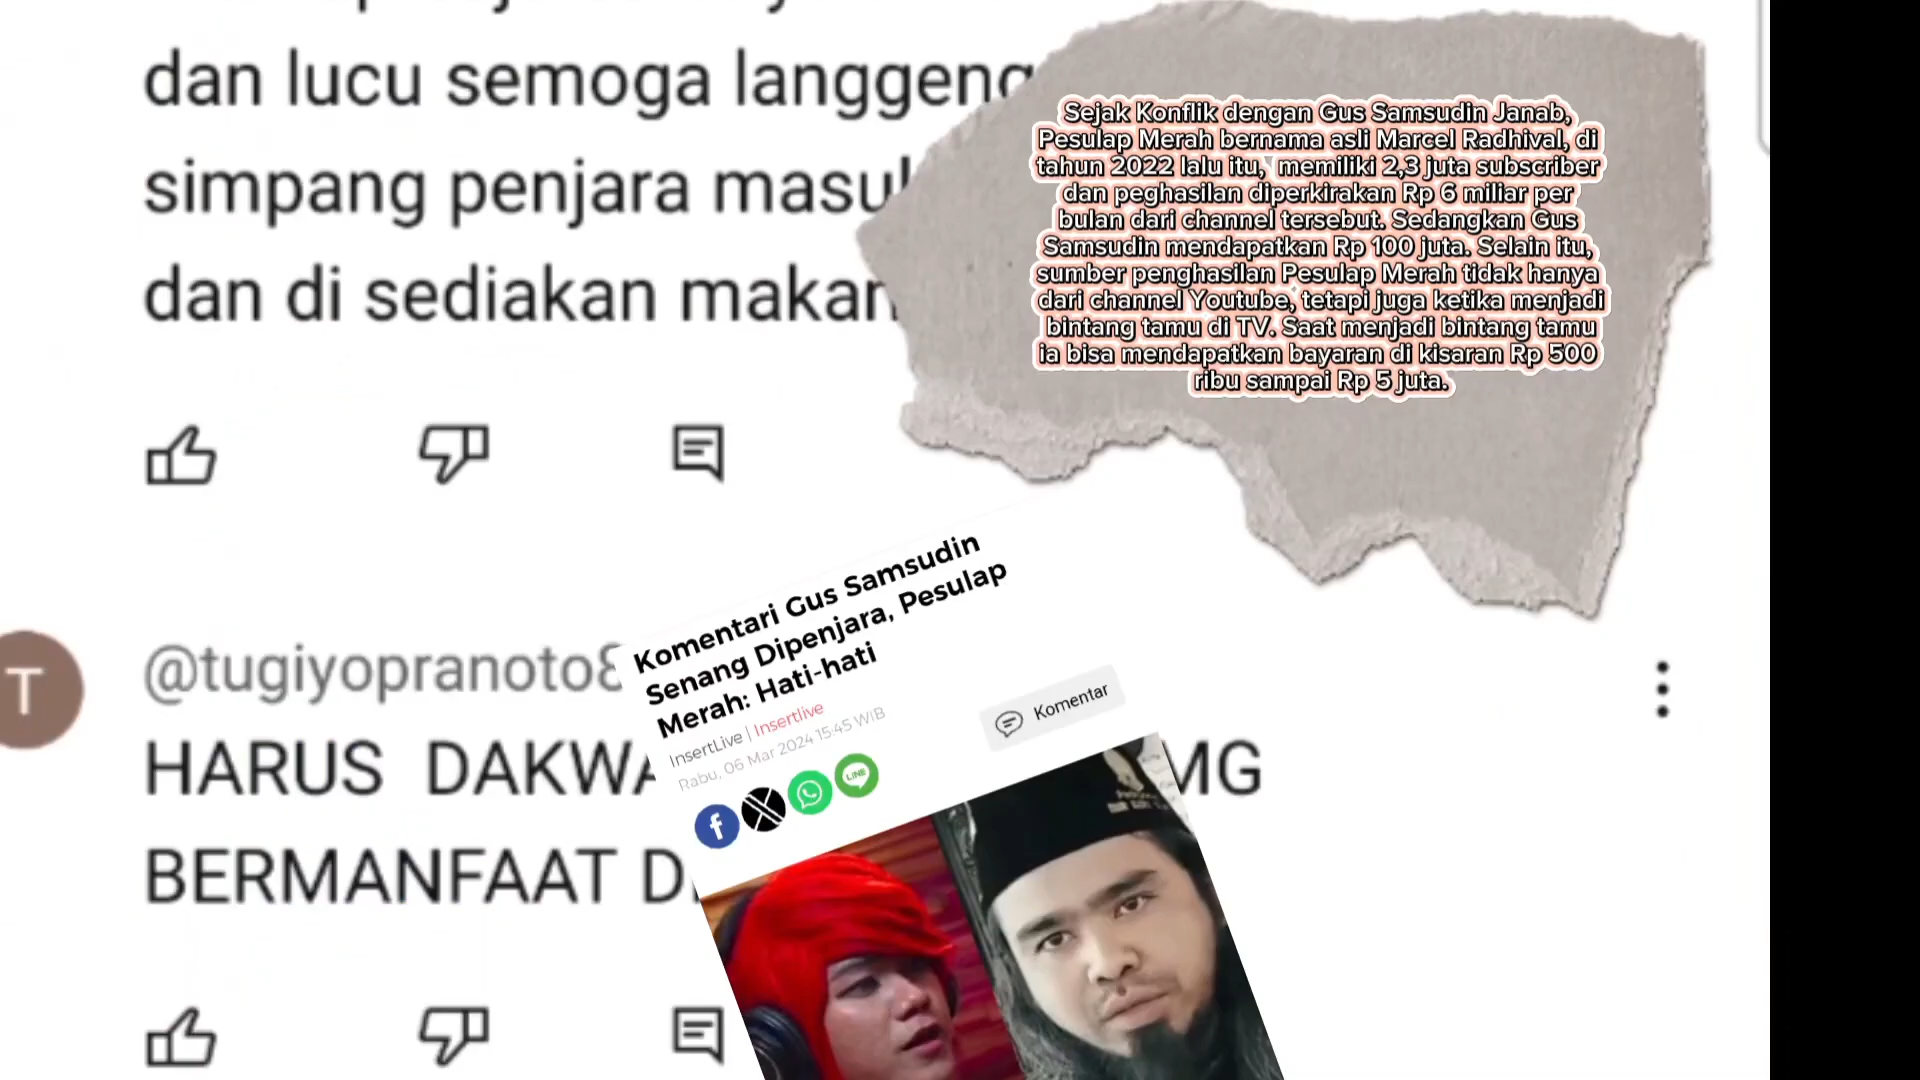 dan lucu semoga langgeng
simpang penjara
dan di sediakan
Sejak Konflik dengan Gus Samsudin Janab,
Pesulap Merah bernama asli Marcel Radhival, di
tahun 2022 lalu itu, memiliki 2,3 juta subscriber
dan peghasilan diperkirakan Rp 6 miliar per
bulan dari channel tersebut. Sedangkan Gus
Samsudin mendapatkan Rp 100 juta. Selain itu,
sumber penghasilan Pesulap Merah tidak hanya
dari channel Youtube, tetapi juga ketika menjadi
bintang tamu di TV. Saat menjadi bintang tamu
ia bisa mendapatkan bayaran di kisaran Rp 500
ribu sampai Rp 5 juta.
Komentari Gus Samsudin
Senang Dipenjara, Pesulap
Merah: Hati-hati
InsertLive | Insertlive
Rabu, 06 Mar 2024 15:45 WIB
Komentar
LINE
T
@tugiyopranoto8
HARUS
BERMANFAAT